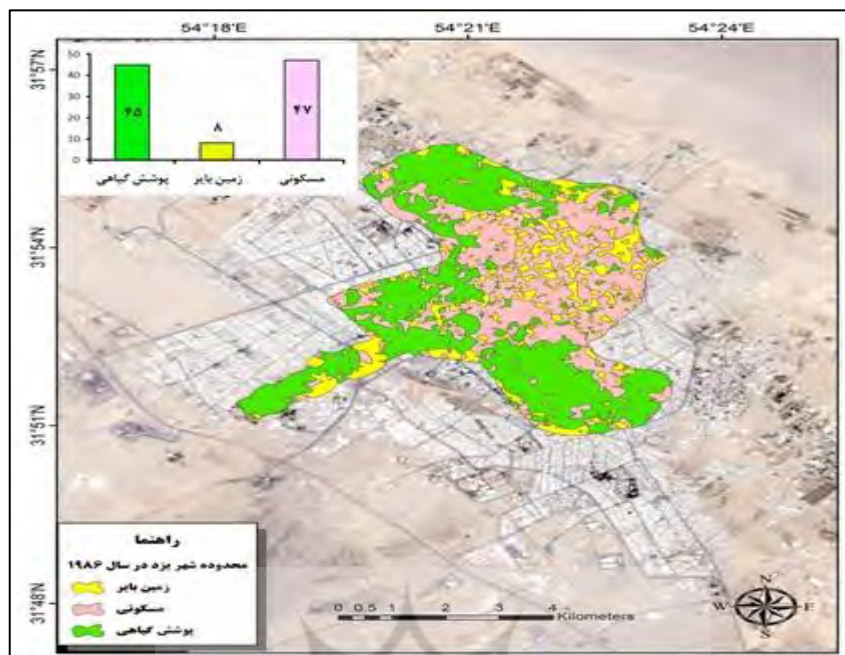 54°18'E 54°21'E 54°24'E
31°57'N
31°54'N
31°51'N
31°48'N
50
40
30
20
10
0
۴۵ ۸ ۴۷
پوشش گیاهی زمین بایر مسکونی
راهنما
محدوده شهر یزد در سال ۱۹۸۶
زمین بایر
مسکونی
پوشش گیاهی
0 0.5 1 2 3 4
Kilometers
N
W E
S